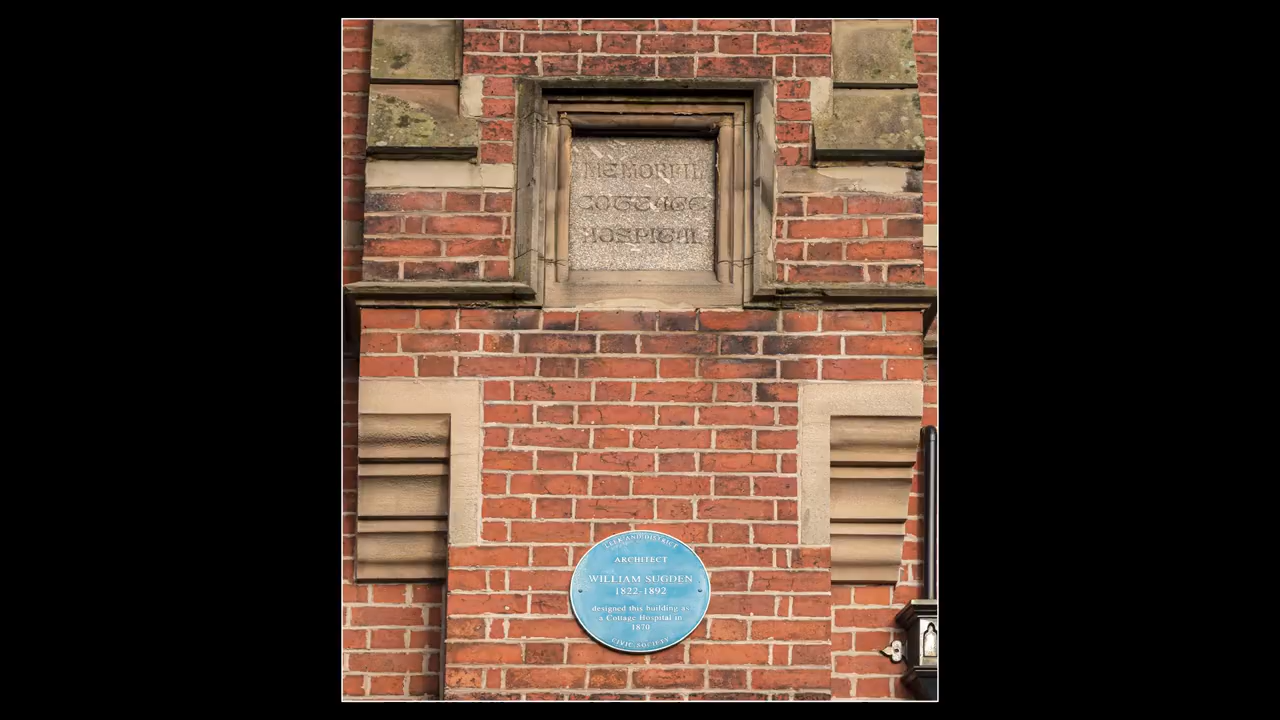 MEMORIAL
COTTAGE
HOSPITAL
LEEK AND DISTRICT
ARCHITECT
WILLIAM SUGDEN
1822-1892
designed this building as
a Cottage Hospital in
1870
CIVIC SOCIETY